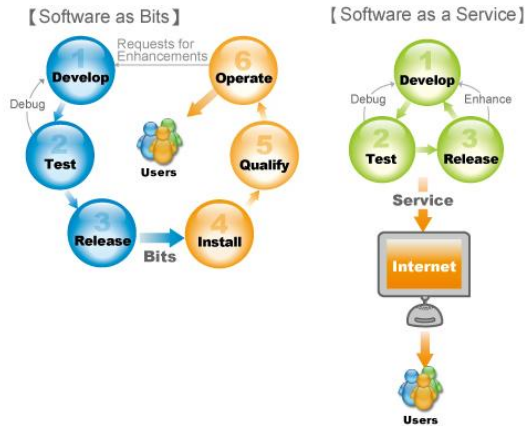 【Software as Bits】
Requests for
Enhancements
1
Develop
6
Operate
Debug
2
Test
Users
5
Qualify
3
Release
Bits
4
Install
【Software as a Service】
1
Develop
Debug
Enhance
2
Test
3
Release
Service
Internet
Users